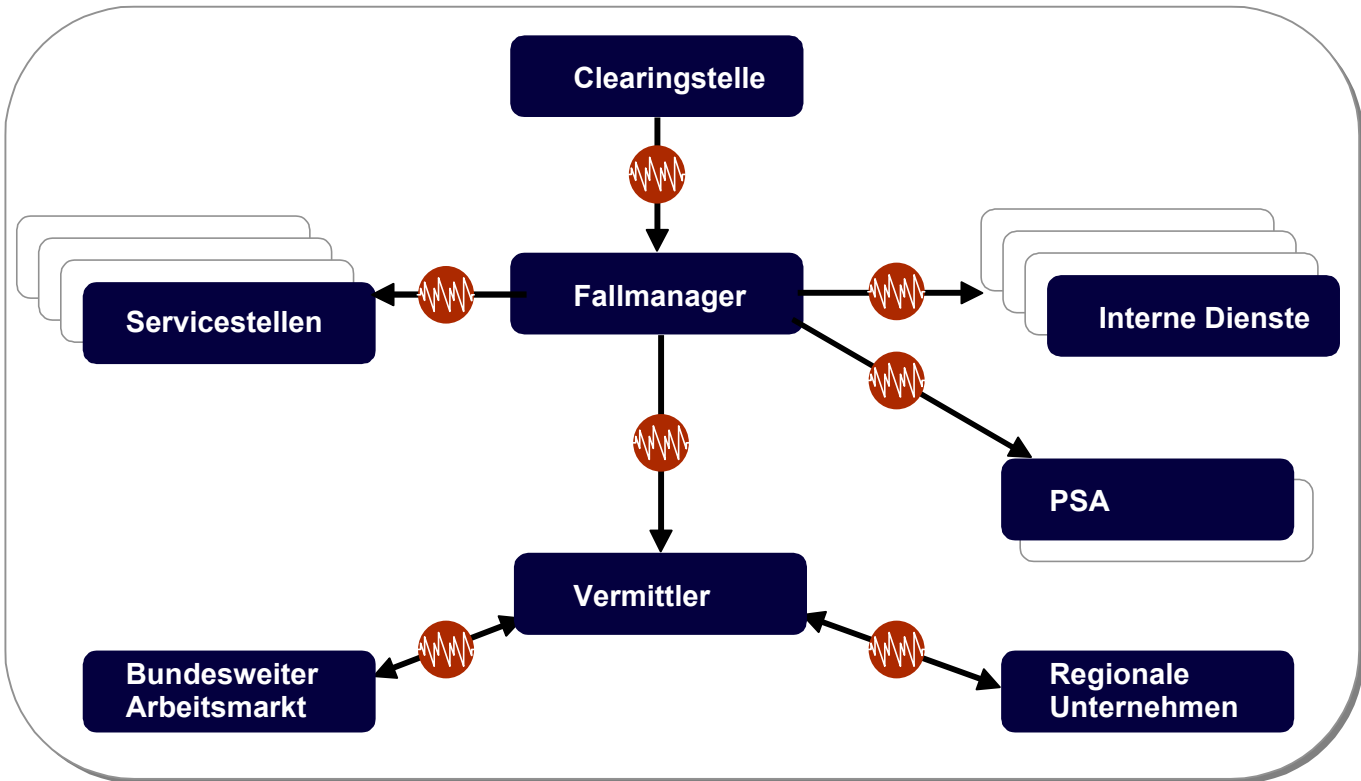 Clearingstelle
Fallmanager
Servicestellen
Interne Dienste
PSA
Vermittler
Bundesweiter
Arbeitsmarkt
Regionale
Unternehmen